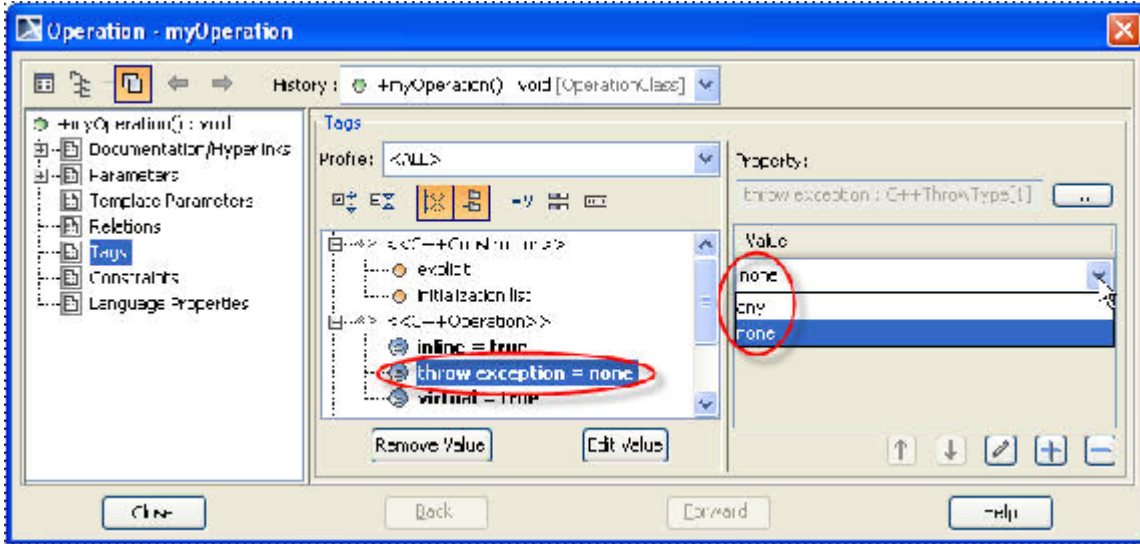 Operation - myOperation
History : +myOperation() : void [OperationClass]
+myOperation() : void
Documentation/Hyperlinks
Parameters
Template Parameters
Relations
Tags
Constraints
Language Properties
Tags
Profile: <ALL>
<<C++Constructor>>
explicit
initialization list
<<C++Operation>>
inline = true
throw exception = none
virtual = true
Remove Value
Edit Value
Property:
throw exception : C++ThrowType[1]
...
Value
none
any
none
Close
Back
Forward
Help